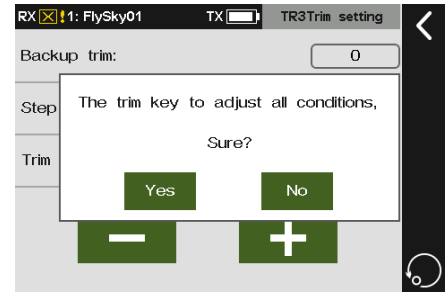 RX ! 1: FlySky01 TX TR3Trim setting
Backup trim: 0
Step
The trim key to adjust all conditions,
Sure?
Trim
Yes No